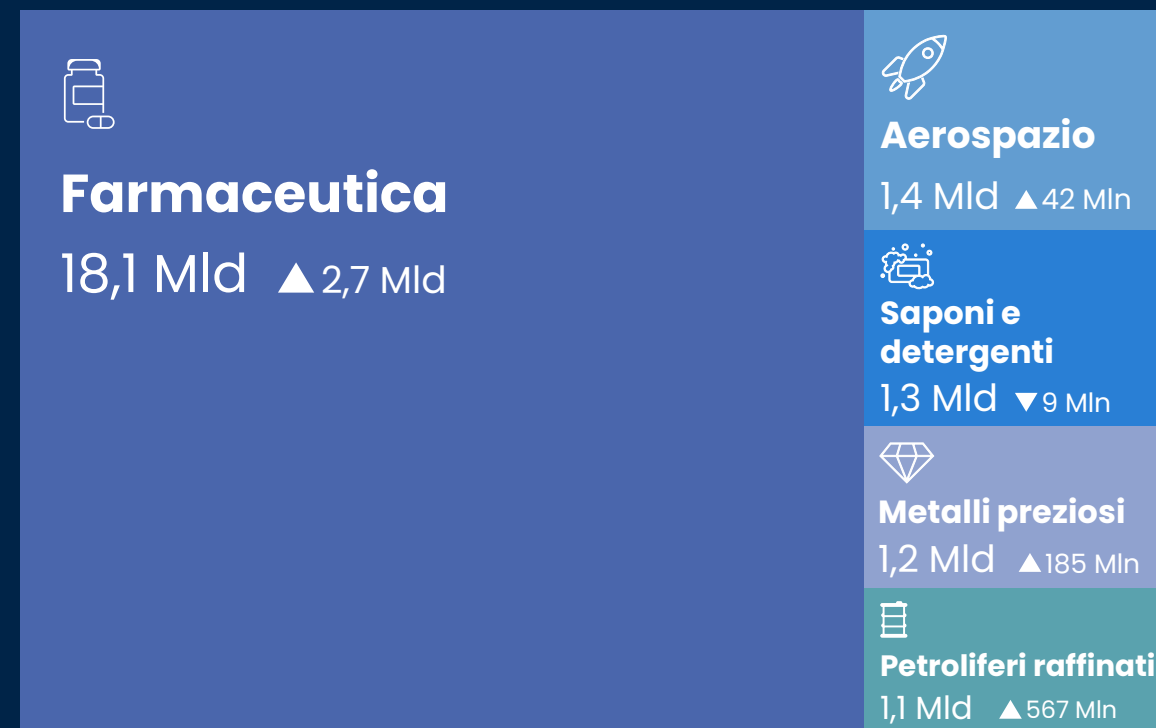 Farmaceutica
18,1 Mld ▲2,7 Mld
Aerospazio
1,4 Mld ▲42 Mln
Saponi e
detergenti
1,3 Mld ▼9 Mln
Metalli preziosi
1,2 Mld ▲185 Mln
Petroliferi raffinati
1,1 Mld ▲567 Mln